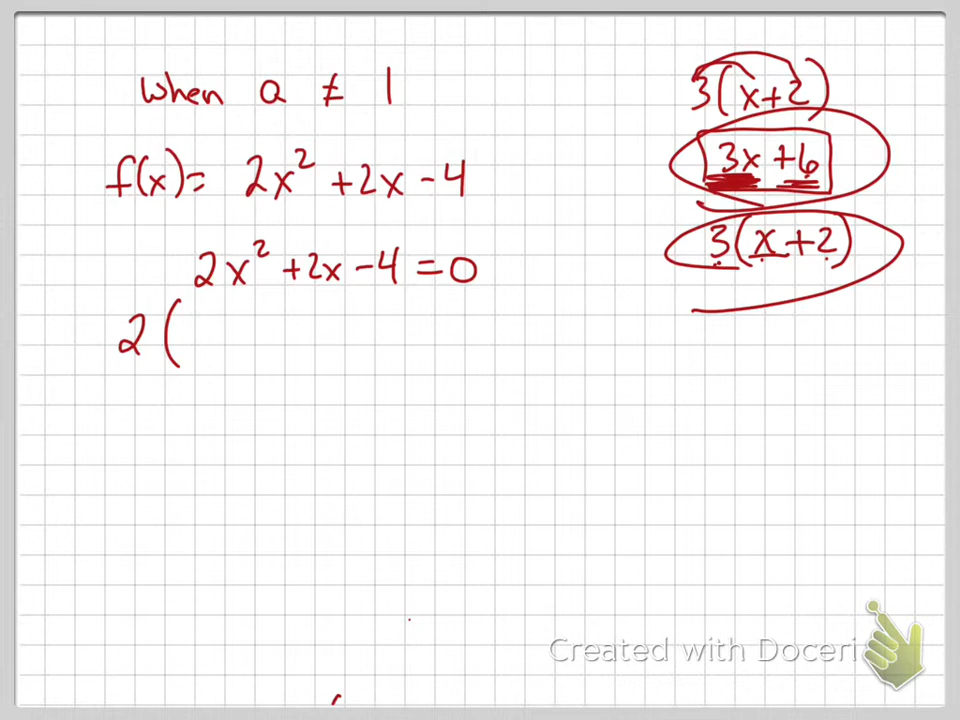 when a ≠ 1
f(x) = 2x² + 2x - 4
2x² + 2x - 4 = 0
2 (
3(x+2)
3x + 6
3(x+2)
Created with Doceri